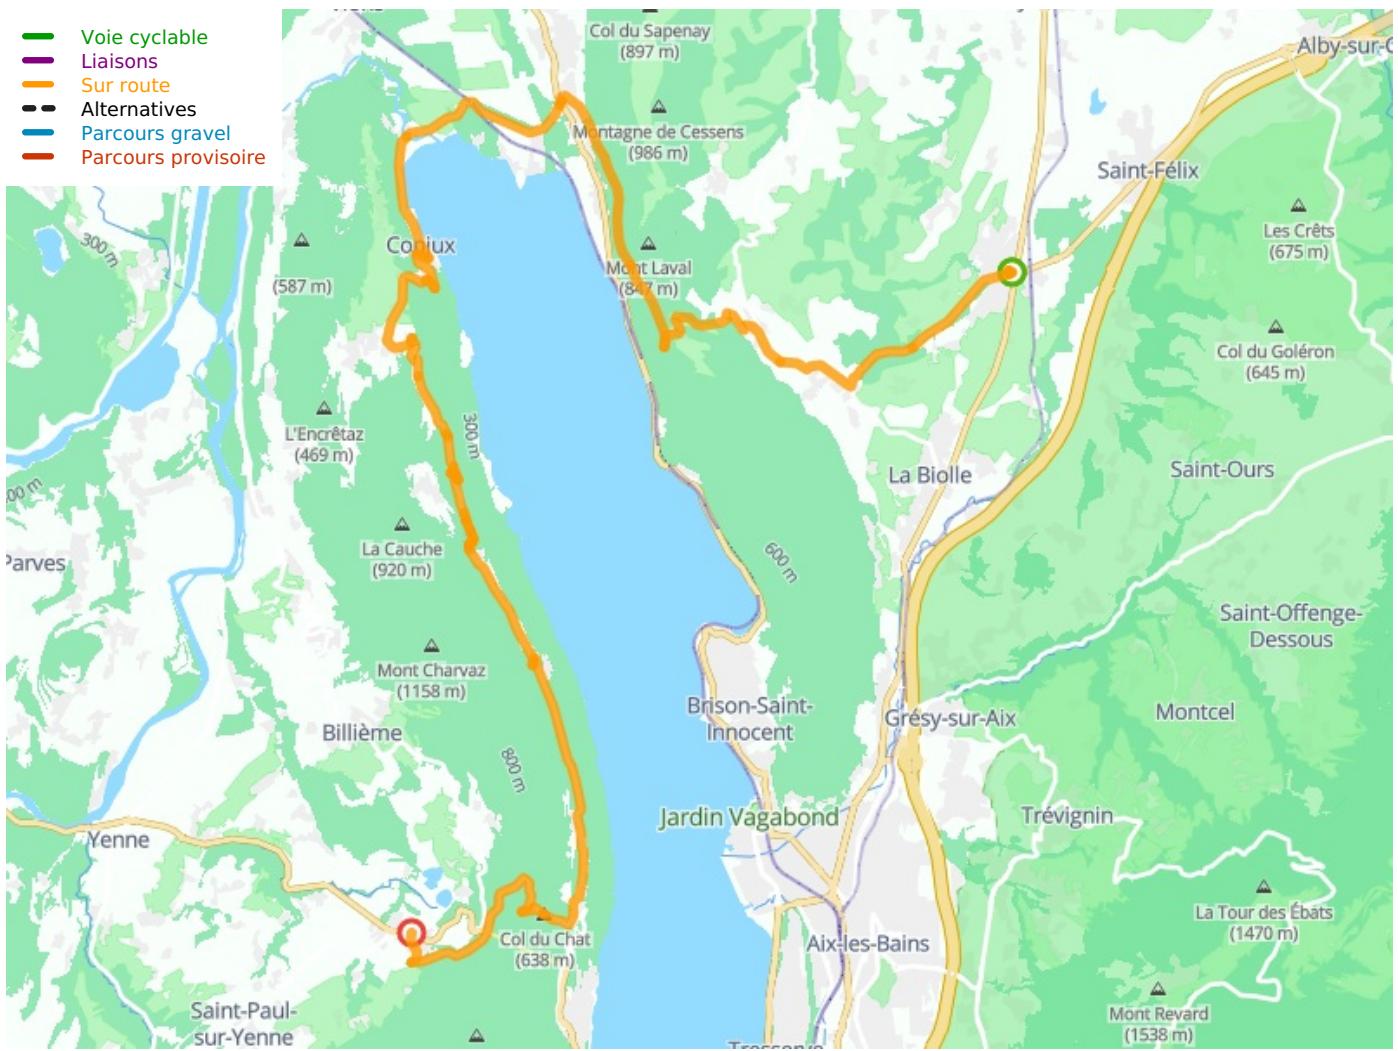 Voie cyclable
Liaisons
Sur route
Alternatives
Parcours gravel
Parcours provisoire
Col du Sapenay
(897 m)
Alby-sur-C
Montagne de Cessens
(986 m)
Saint-Félix
300 m
Conjux
Les Crêts
(675 m)
(587 m)
Mont Laval
(847 m)
Col du Goléron
(645 m)
L'Encrêtaz
(469 m)
300 m
La Biolle
Saint-Ours
00 m
La Cauche
(920 m)
Parves
600 m
Saint-Offenge-
Dessous
Mont Charvaz
(1158 m)
Brison-Saint-
Innocent
Grésy-sur-Aix
Montcel
Billième
800 m
Jardin Vagabond
Trévignin
Yenne
La Tour des Ébats
(1470 m)
Col du Chat
(638 m)
Aix-les-Bains
Saint-Paul-
sur-Yenne
Mont Revard
(1538 m)
Tresserve